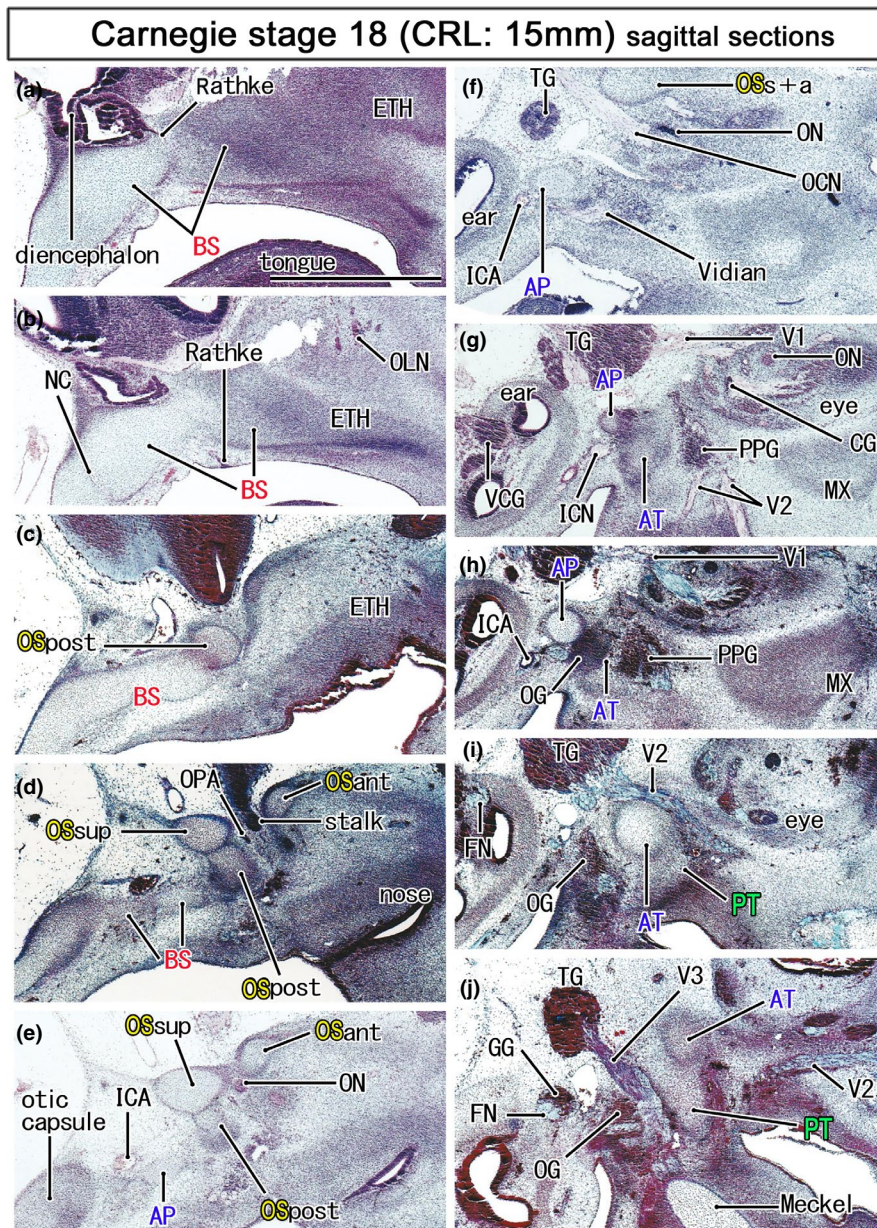 Carnegie stage 18 (CRL: 15mm) sagittal sections
(a)
Rathke
ETH
diencephalon
BS
tongue
(b)
Rathke
OLN
NC
ETH
BS
(c)
ETH
OSpost
BS
(d)
OPA
OSant
OSsup
stalk
nose
BS
OSpost
(e)
OSsup
OSant
ON
otic
capsule
ICA
AP
OSpost
(f)
TG
OSs+a
ON
OCN
ear
ICA
Vidian
AP
(g)
TG
V1
AP
ON
ear
eye
CG
PPG
VCG
MX
ICN
V2
AT
(h)
AP
V1
ICA
PPG
MX
OG
AT
(i)
TG
V2
FN
eye
OG
PT
AT
(j)
TG
V3
AT
GG
FN
V2
PT
OG
Meckel